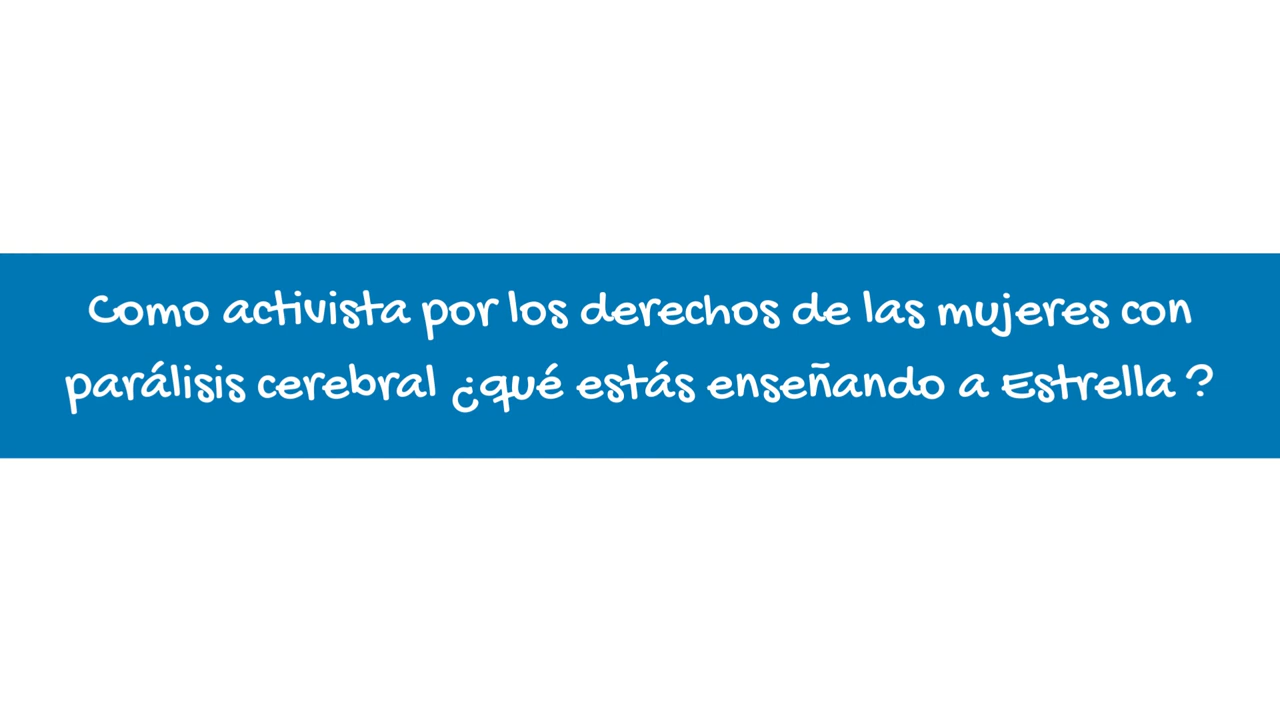 Como activista por los derechos de las mujeres con
parálisis cerebral ¿qué estás enseñando a Estrella ?